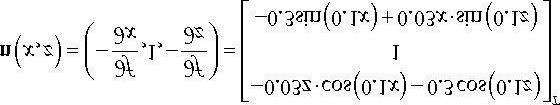 n(x,z) = (-∂f/∂x, 1, -∂f/∂z) =
-0.03z·cos(0.1x) - 0.3cos(0.1z)
1
-0.3sin(0.1x) + 0.03x·sin(0.1z)